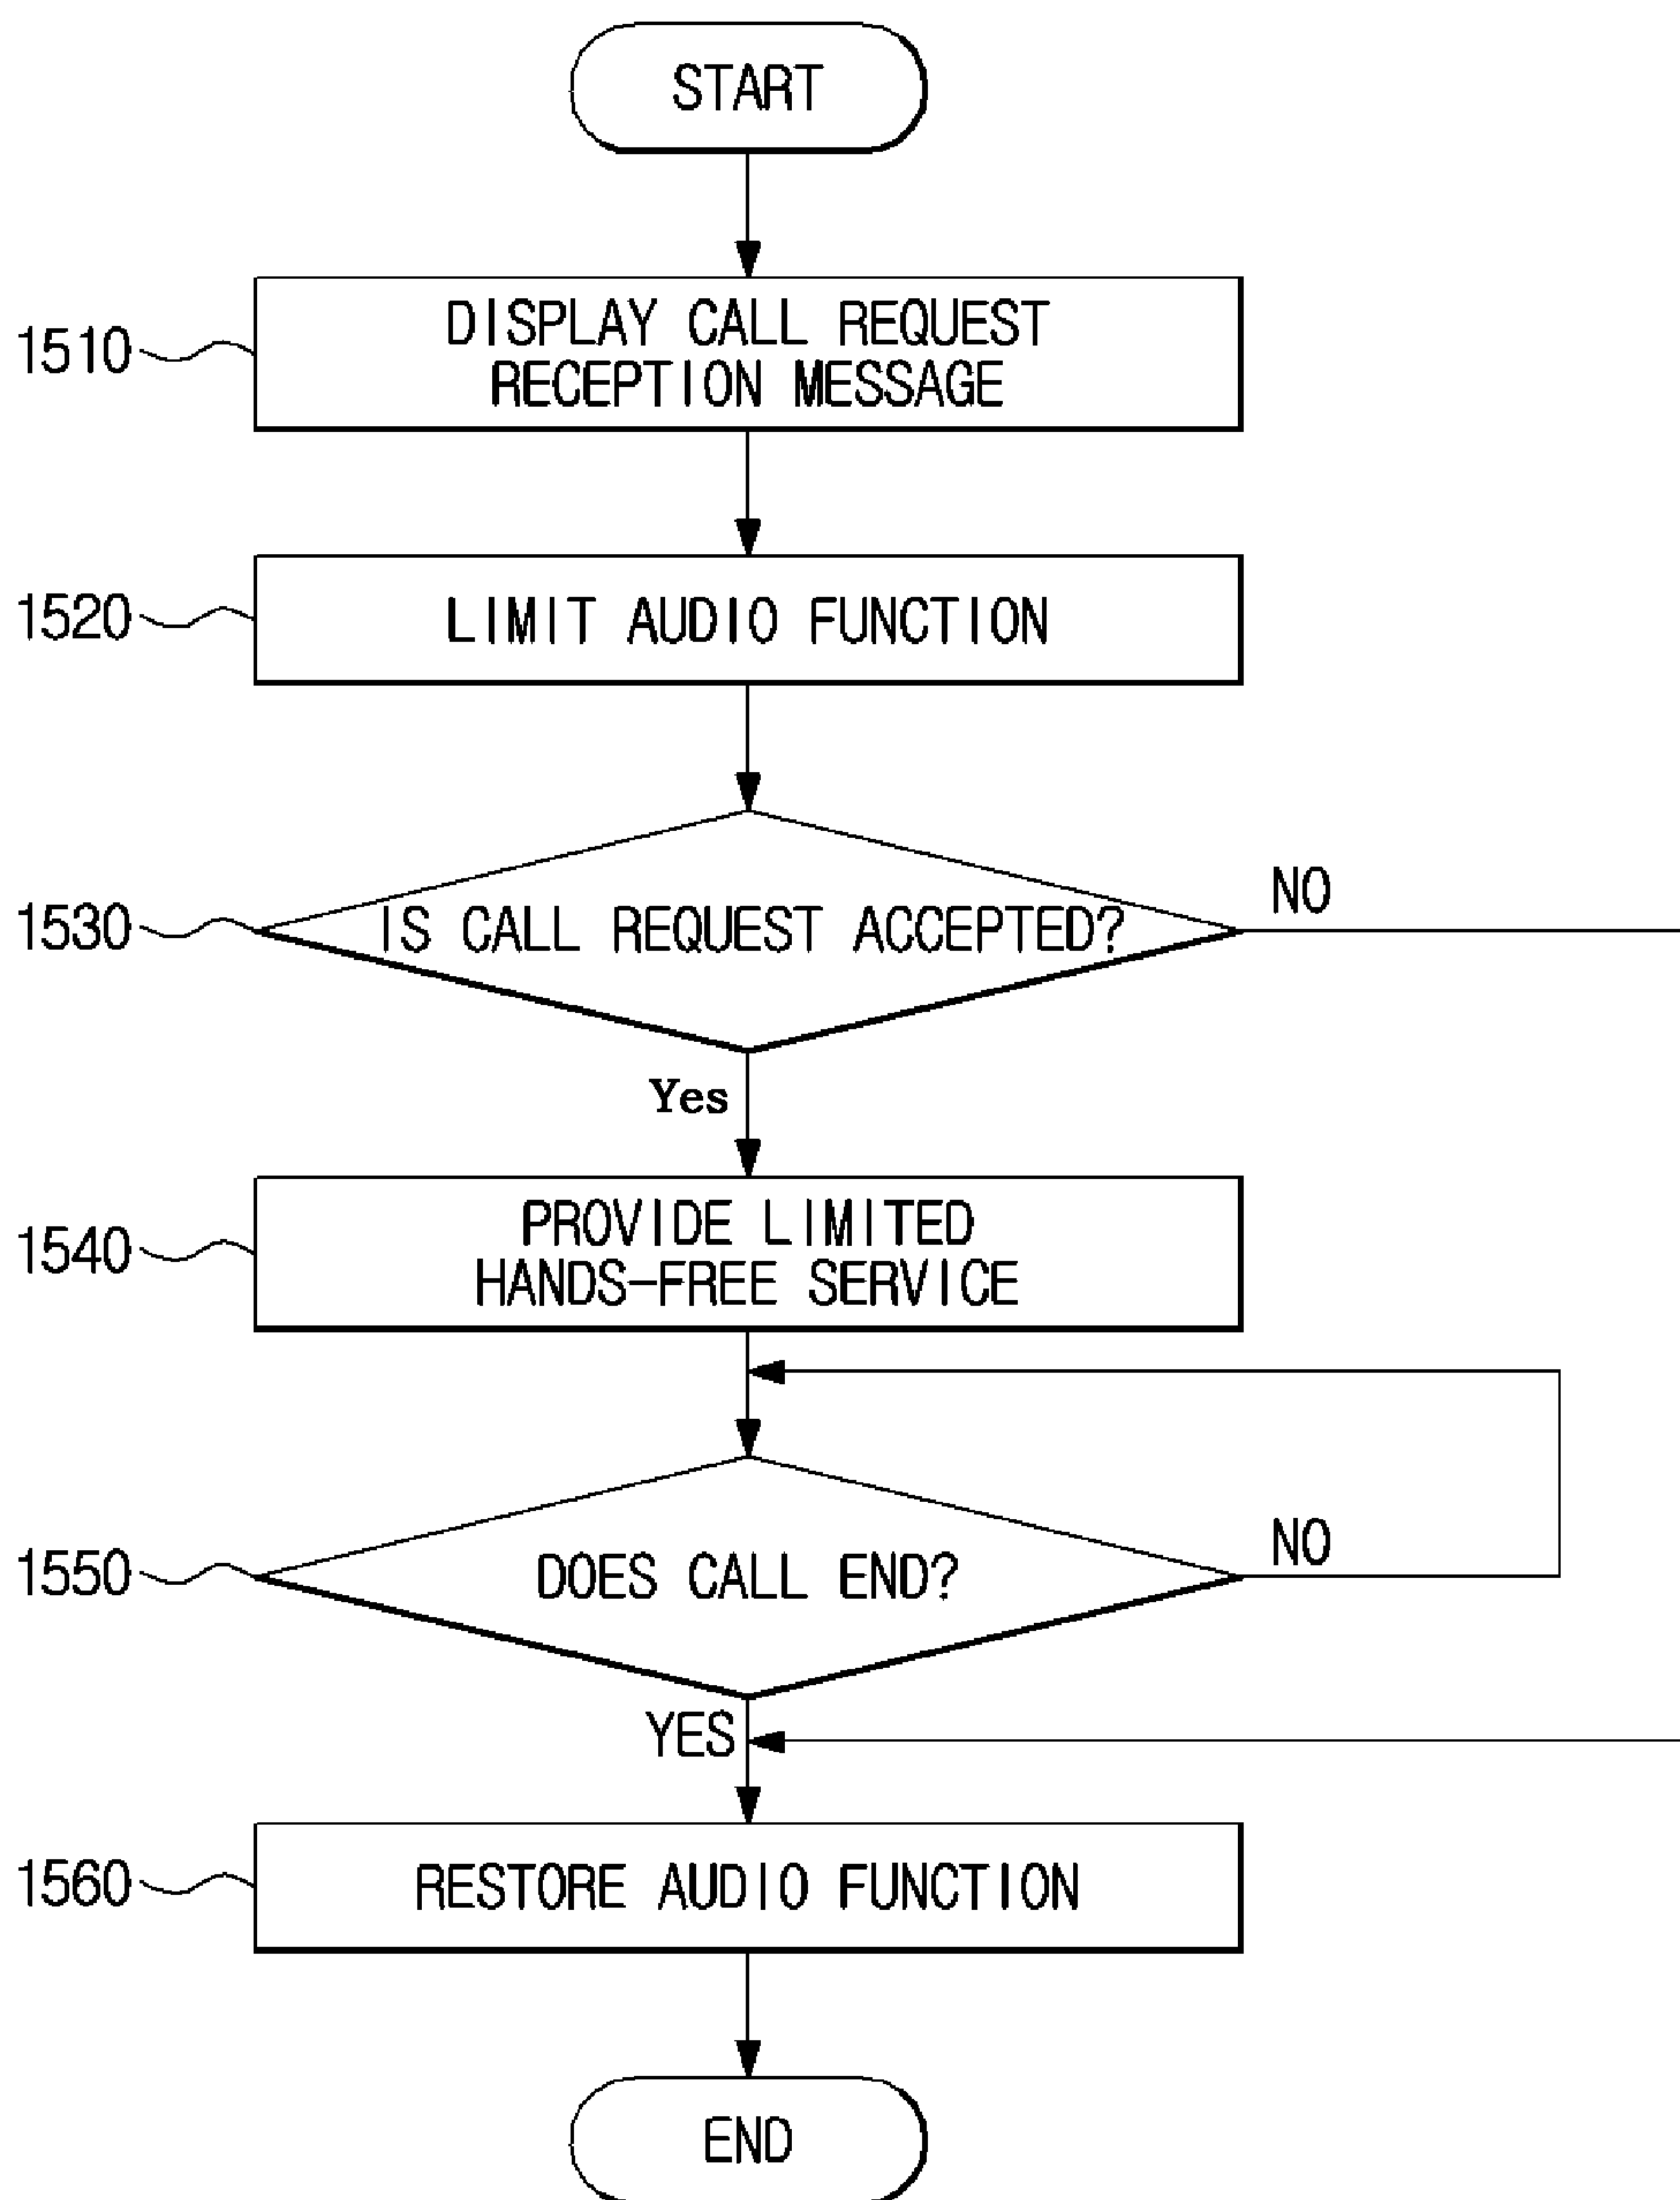 START
1510
DISPLAY CALL REQUEST
RECEPTION MESSAGE
1520
LIMIT AUDIO FUNCTION
1530
IS CALL REQUEST ACCEPTED?
NO
Yes
1540
PROVIDE LIMITED
HANDS-FREE SERVICE
1550
DOES CALL END?
NO
YES
1560
RESTORE AUDIO FUNCTION
END